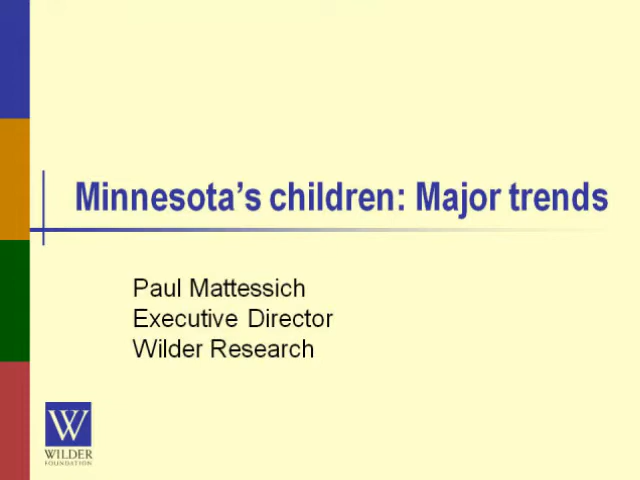 Minnesota's children: Major trends
Paul Mattessich
Executive Director
Wilder Research
W
WILDER
FOUNDATION